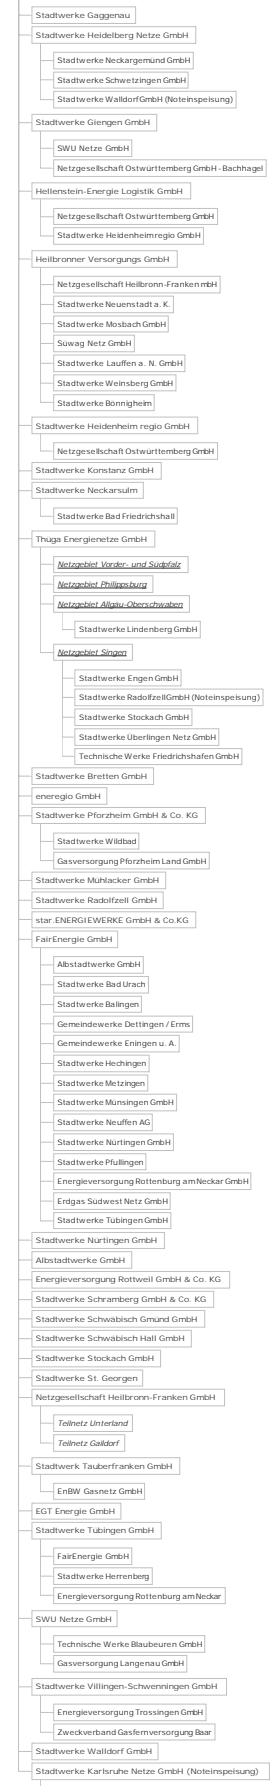 Stadtwerke Gaggenau
Stadtwerke Heidelberg Netze GmbH
Stadtwerke Neckargemünd GmbH
Stadtwerke Schwetzingen GmbH
Stadtwerke Walldorf GmbH (Noteinspeisung)
Stadtwerke Giengen GmbH
SWU Netze GmbH
Netzgesellschaft Ostwürttemberg GmbH - Bachhagel
Hellenstein-Energie Logistik GmbH
Netzgesellschaft Ostwürttemberg GmbH
Stadtwerke Heidenheim regio GmbH
Heilbronner Versorgungs GmbH
Netzgesellschaft Heilbronn-Franken mbH
Stadtwerke Neuenstadt a. K.
Stadtwerke Mosbach GmbH
Süwag Netz GmbH
Stadtwerke Lauffen a. N. GmbH
Stadtwerke Weinsberg GmbH
Stadtwerke Bönnigheim
Stadtwerke Heidenheim regio GmbH
Netzgesellschaft Ostwürttemberg GmbH
Stadtwerke Konstanz GmbH
Stadtwerke Neckarsulm
Stadtwerke Bad Friedrichshall
Thüga Energienetze GmbH
Netzgebiet Vorder- und Südpfalz
Netzgebiet Philippsburg
Netzgebiet Allgäu-Oberschwaben
Stadtwerke Lindenberg GmbH
Netzgebiet Singen
Stadtwerke Engen GmbH
Stadtwerke Radolfzell GmbH (Noteinspeisung)
Stadtwerke Stockach GmbH
Stadtwerke Überlingen Netz GmbH
Technische Werke Friedrichshafen GmbH
Stadtwerke Bretten GmbH
eneregio GmbH
Stadtwerke Pforzheim GmbH & Co. KG
Stadtwerke Wildbad
Gasversorgung Pforzheim Land GmbH
Stadtwerke Mühlacker GmbH
Stadtwerke Radolfzell GmbH
star.ENERGIEWERKE GmbH & Co.KG
FairEnergie GmbH
Albstadtwerke GmbH
Stadtwerke Bad Urach
Stadtwerke Balingen
Gemeindewerke Dettingen / Erms
Gemeindewerke Eningen u. A.
Stadtwerke Hechingen
Stadtwerke Metzingen
Stadtwerke Münsingen GmbH
Stadtwerke Neuffen AG
Stadtwerke Nürtingen GmbH
Stadtwerke Pfullingen
Energieversorgung Rottenburg am Neckar GmbH
Erdgas Südwest Netz GmbH
Stadtwerke Tübingen GmbH
Stadtwerke Nürtingen GmbH
Albstadtwerke GmbH
Energieversorgung Rottweil GmbH & Co. KG
Stadtwerke Schramberg GmbH & Co. KG
Stadtwerke Schwäbisch Gmünd GmbH
Stadtwerke Schwäbisch Hall GmbH
Stadtwerke Stockach GmbH
Stadtwerke St. Georgen
Netzgesellschaft Heilbronn-Franken GmbH
Teilnetz Unterland
Teilnetz Gaildorf
Stadtwerk Tauberfranken GmbH
EnBW Gasnetz GmbH
EGT Energie GmbH
Stadtwerke Tübingen GmbH
FairEnergie GmbH
Stadtwerke Herrenberg
Energieversorgung Rottenburg am Neckar
SWU Netze GmbH
Technische Werke Blaubeuren GmbH
Gasversorgung Langenau GmbH
Stadtwerke Villingen-Schwenningen GmbH
Energieversorgung Trossingen GmbH
Zweckverband Gasfernversorgung Baar
Stadtwerke Walldorf GmbH
Stadtwerke Karlsruhe Netze GmbH (Noteinspeisung)